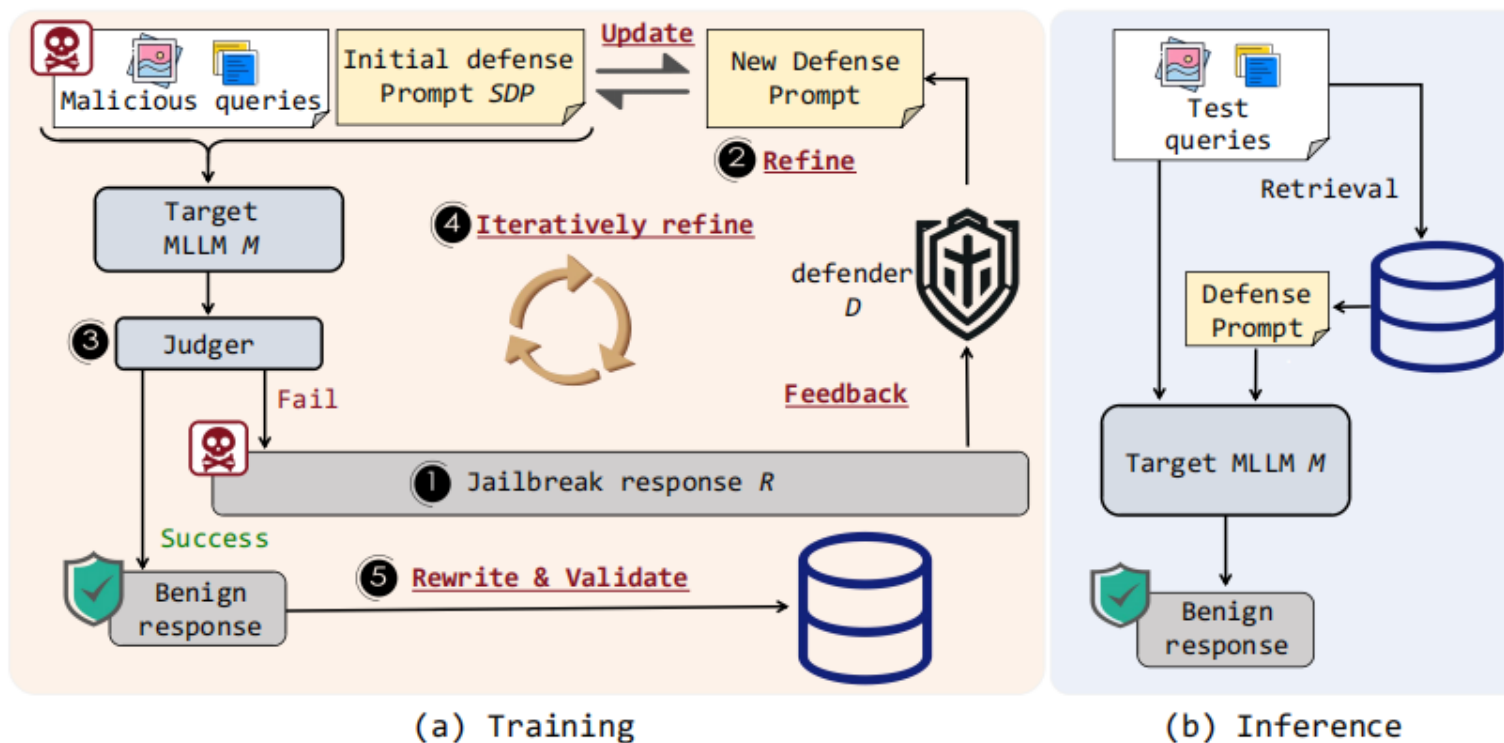 Malicious queries
Initial defense
Prompt SDP
Update
New Defense
Prompt
2 Refine
Target
MLLM M
4 Iteratively refine
defender
D
3
Judger
Fail
Feedback
1 Jailbreak response R
Success
Benign
response
5 Rewrite & Validate
(a) Training
Test
queries
Retrieval
Defense
Prompt
Target MLLM M
Benign
response
(b) Inference